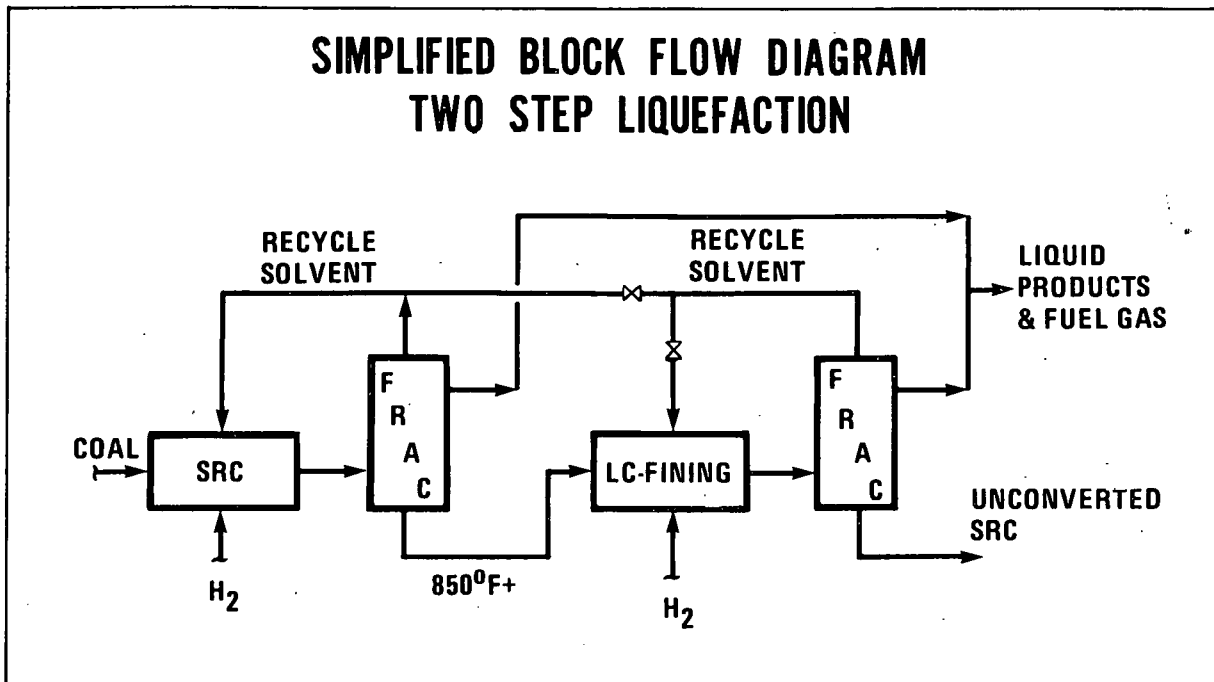 SIMPLIFIED BLOCK FLOW DIAGRAM
TWO STEP LIQUEFACTION
RECYCLE
SOLVENT
RECYCLE
SOLVENT
LIQUID
PRODUCTS
& FUEL GAS
F
R
A
C
F
R
A
C
COAL
SRC
LC-FINING
UNCONVERTED
SRC
H2
850°F+
H2